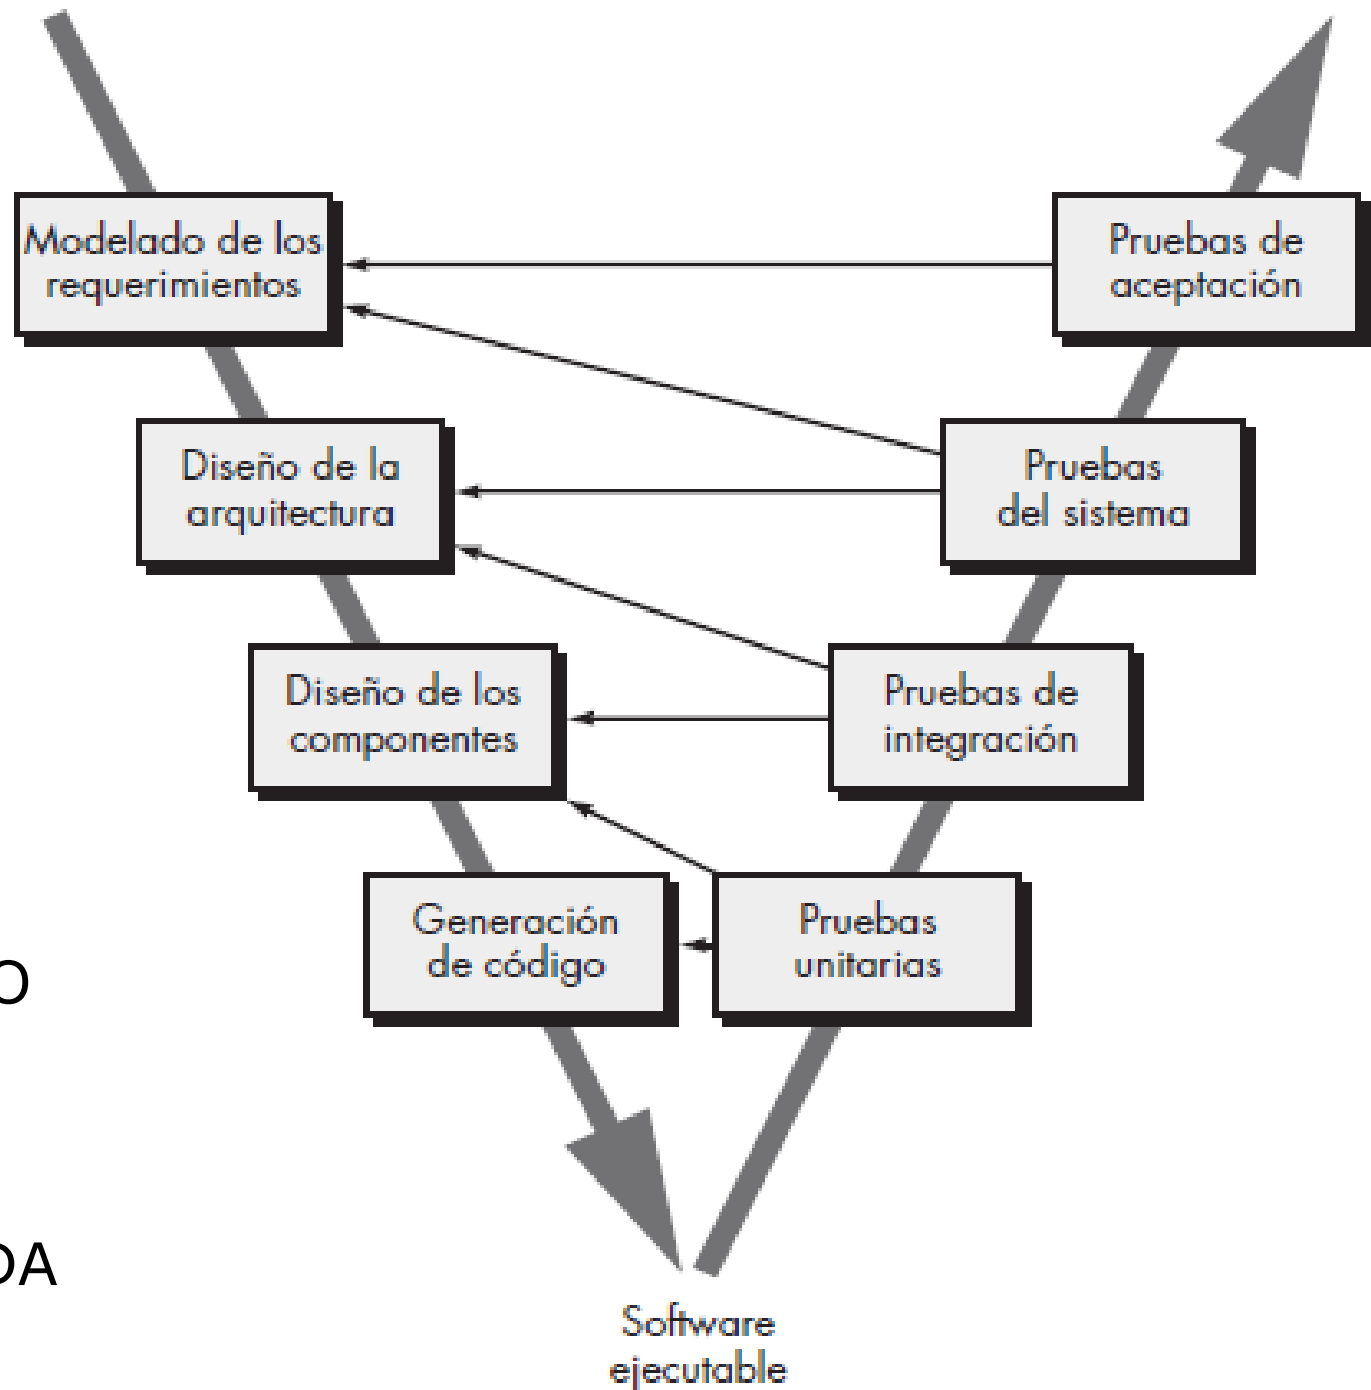 Modelado de los
requerimientos
Pruebas de
aceptación
Diseño de la
arquitectura
Pruebas
del sistema
Diseño de los
componentes
Pruebas de
integración
Generación
de código
Pruebas
unitarias
O
DA
Software
ejecutable